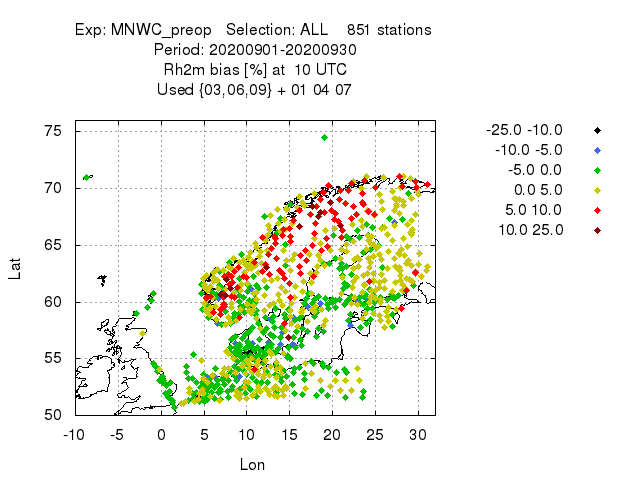 Exp: MNWC_preop Selection: ALL 851 stations
Period: 20200901-20200930
Rh2m bias [%] at 10 UTC
Used {03,06,09} + 01 04 07
-25.0 -10.0
-10.0 -5.0
-5.0 0.0
0.0 5.0
5.0 10.0
10.0 25.0
75
70
65
60
55
50
Lat
-10 -5 0 5 10 15 20 25 30
Lon